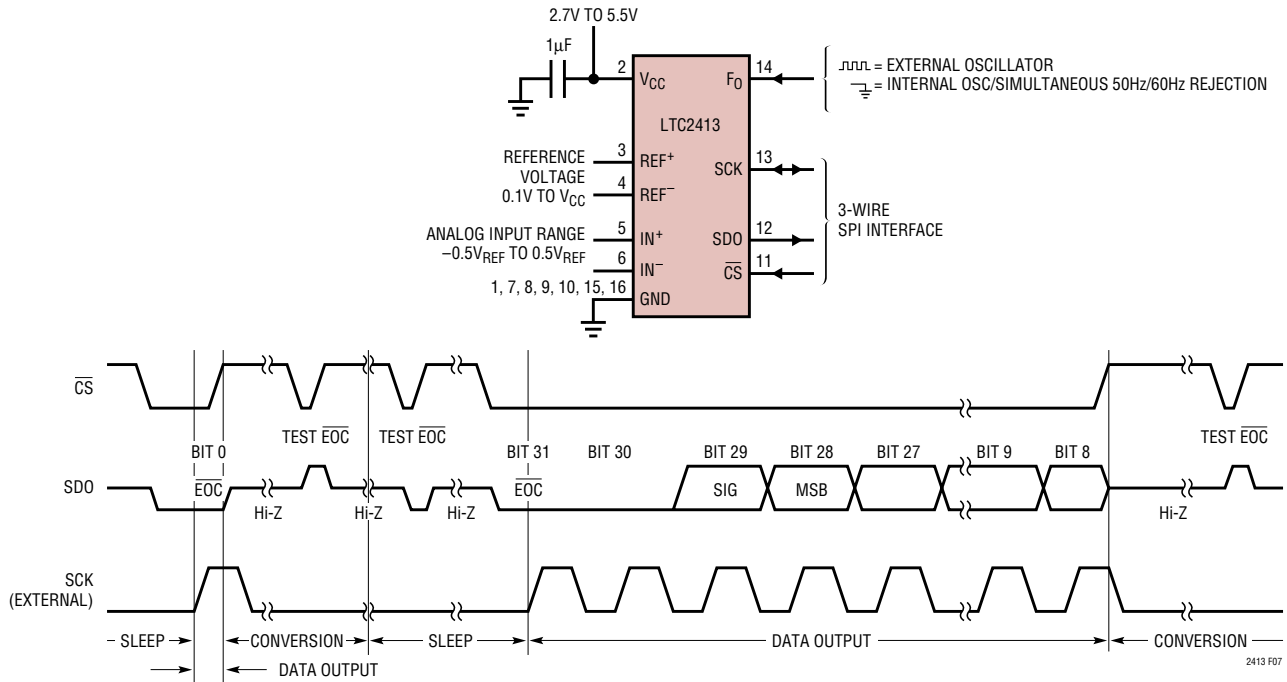 2.7V TO 5.5V
1µF
2
VCC
FO
14
= EXTERNAL OSCILLATOR
= INTERNAL OSC/SIMULTANEOUS 50Hz/60Hz REJECTION
LTC2413
REFERENCE
VOLTAGE
0.1V TO VCC
3
REF+
4
REF−
SCK
13
ANALOG INPUT RANGE
−0.5VREF TO 0.5VREF
5
IN+
6
IN−
SDO
12
CS
11
3-WIRE
SPI INTERFACE
1, 7, 8, 9, 10, 15, 16
GND
CS
TEST EOC
TEST EOC
TEST EOC
BIT 0
BIT 31
BIT 30
BIT 29
BIT 28
BIT 27
BIT 9
BIT 8
SDO
EOC
Hi-Z
Hi-Z
Hi-Z
EOC
SIG
MSB
Hi-Z
SCK
(EXTERNAL)
SLEEP
CONVERSION
SLEEP
DATA OUTPUT
CONVERSION
DATA OUTPUT
2413 F07